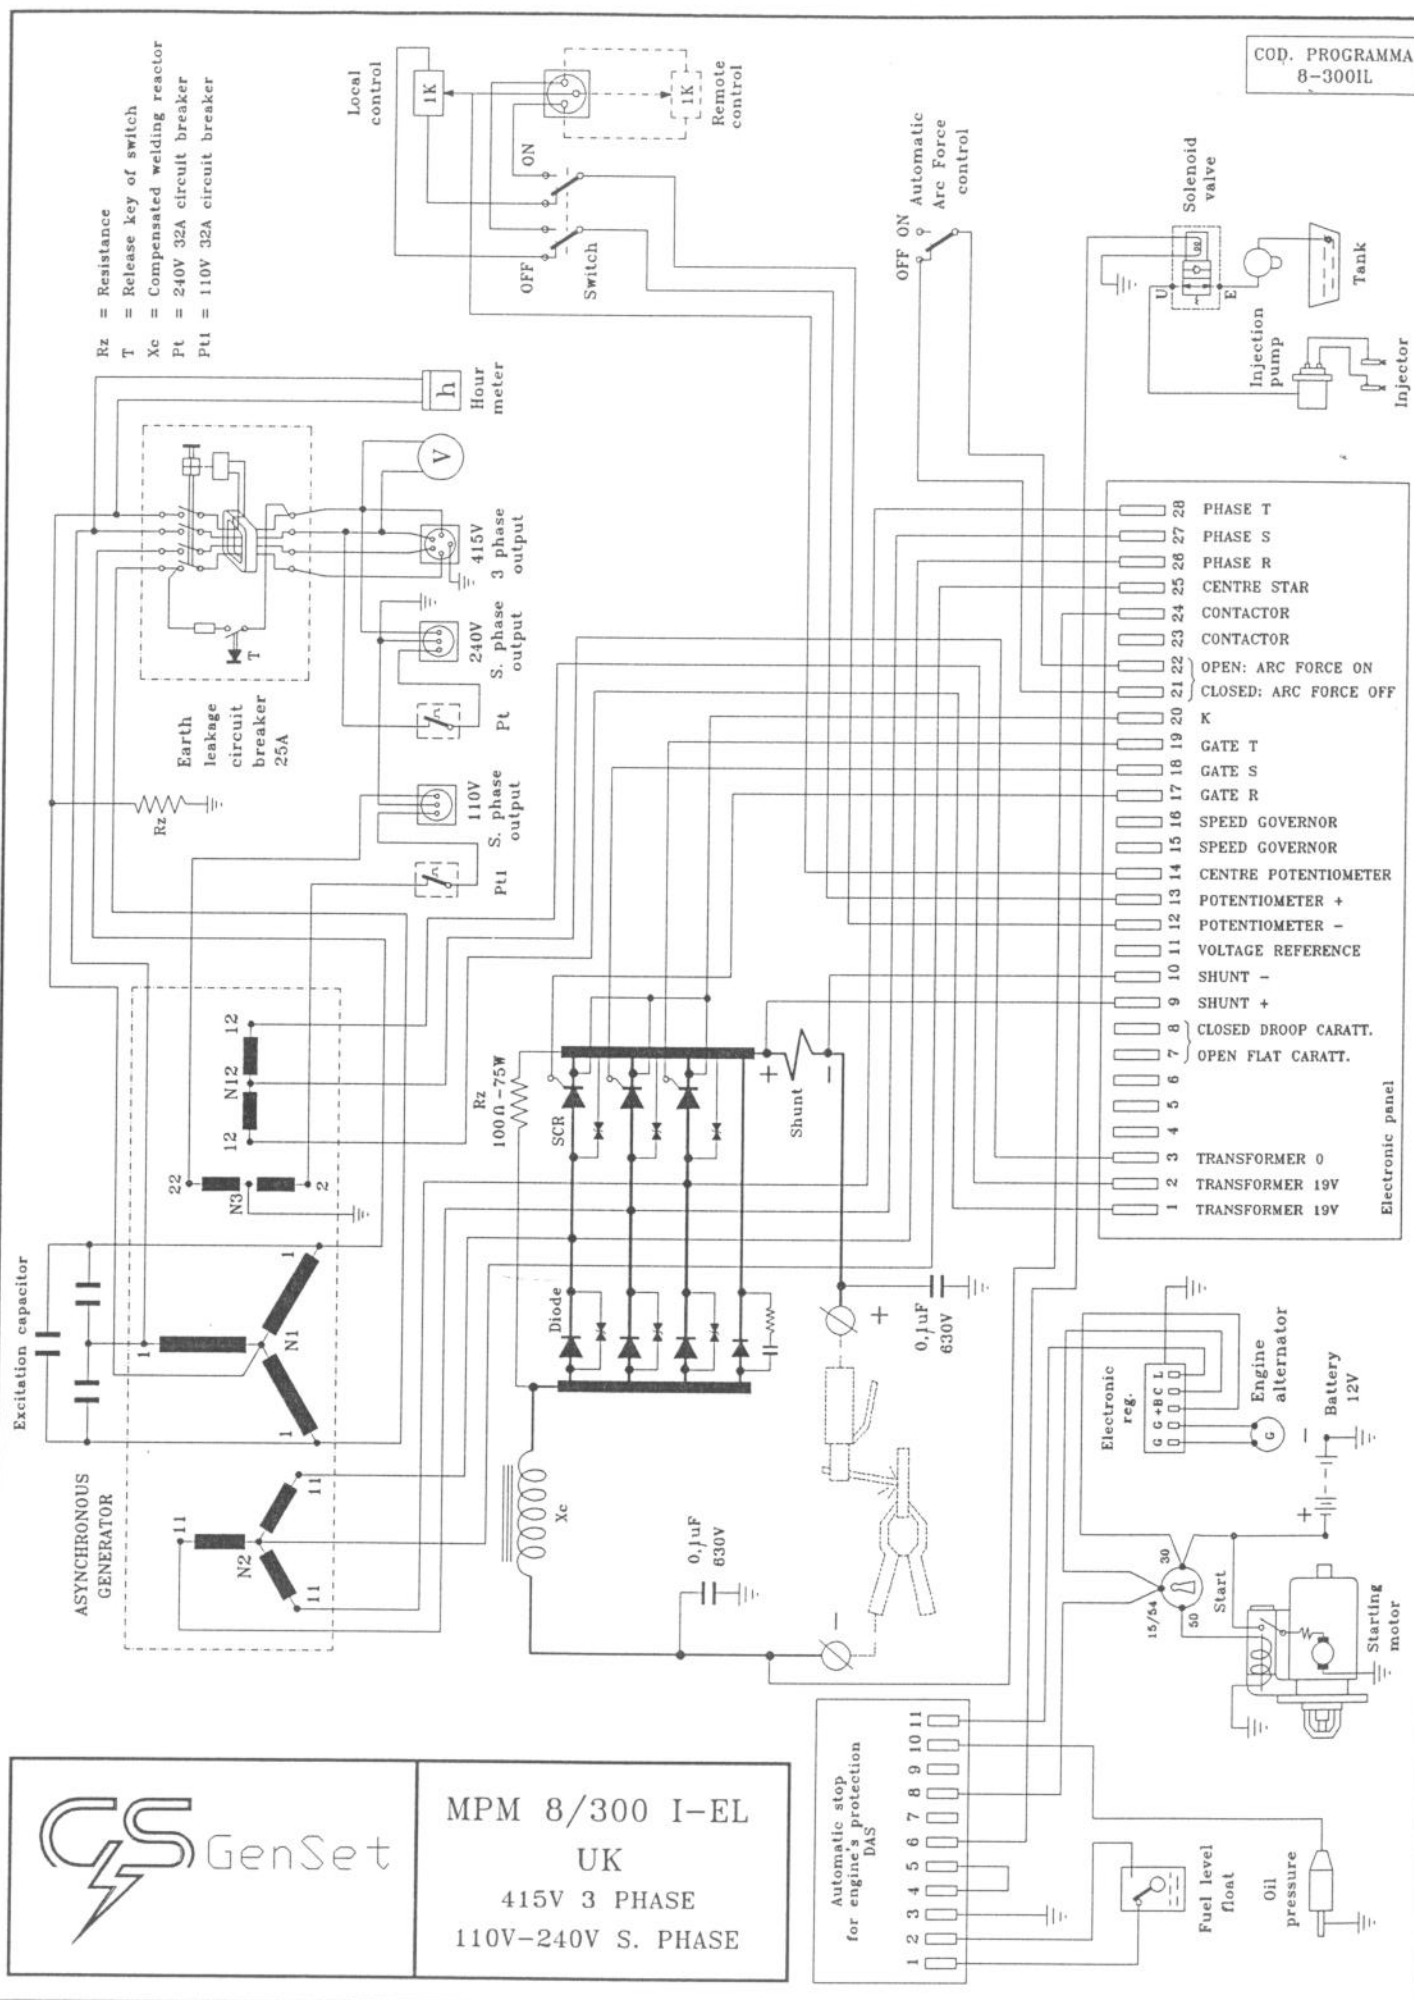 COD. PROGRAMMA
8-300IL
Rz = Resistance
T = Release key of switch
Xc = Compensated welding reactor
Pt = 240V 32A circuit breaker
Pt1 = 110V 32A circuit breaker
Local
control
1K
1K
Remote
control
ON
OFF
Switch
Automatic
Arc Force
control
OFF ON
Solenoid
valve
U
E
Tank
Injection
pump
Injector
h
Hour
meter
V
T
Earth
leakage
circuit
breaker
25A
415V
3 phase
output
240V
S. phase
output
Pt
110V
S. phase
output
Pt1
Rz
28 PHASE T
27 PHASE S
26 PHASE R
25 CENTRE STAR
24 CONTACTOR
23 CONTACTOR
22 OPEN: ARC FORCE ON
21 CLOSED: ARC FORCE OFF
20 K
19 GATE T
18 GATE S
17 GATE R
16 SPEED GOVERNOR
15 SPEED GOVERNOR
14 CENTRE POTENTIOMETER
13 POTENTIOMETER +
12 POTENTIOMETER -
11 VOLTAGE REFERENCE
10 SHUNT -
9 SHUNT +
8 CLOSED DROOP CARATT.
7 OPEN FLAT CARATT.
6
5
4
3 TRANSFORMER 0
2 TRANSFORMER 19V
1 TRANSFORMER 19V
Electronic panel
12
N12
12
22
N3
2
Excitation capacitor
1
1
N1
1
ASYNCHRONOUS
GENERATOR
11
11
N2
11
Rz
100Ω-75W
SCR
Diode
+
-
Shunt
Xc
0,1uF
630V
+
0,1uF
630V
-
Electronic
reg.
G G +B C L
G
Engine
alternator
-
+
Battery
12V
30
15/54
50
Start
Starting
motor
Automatic stop
for engine's protection
DAS
1 2 3 4 5 6 7 8 9 10 11
Fuel level
float
Oil
pressure
GS GenSet
MPM 8/300 I-EL
UK
415V 3 PHASE
110V-240V S. PHASE